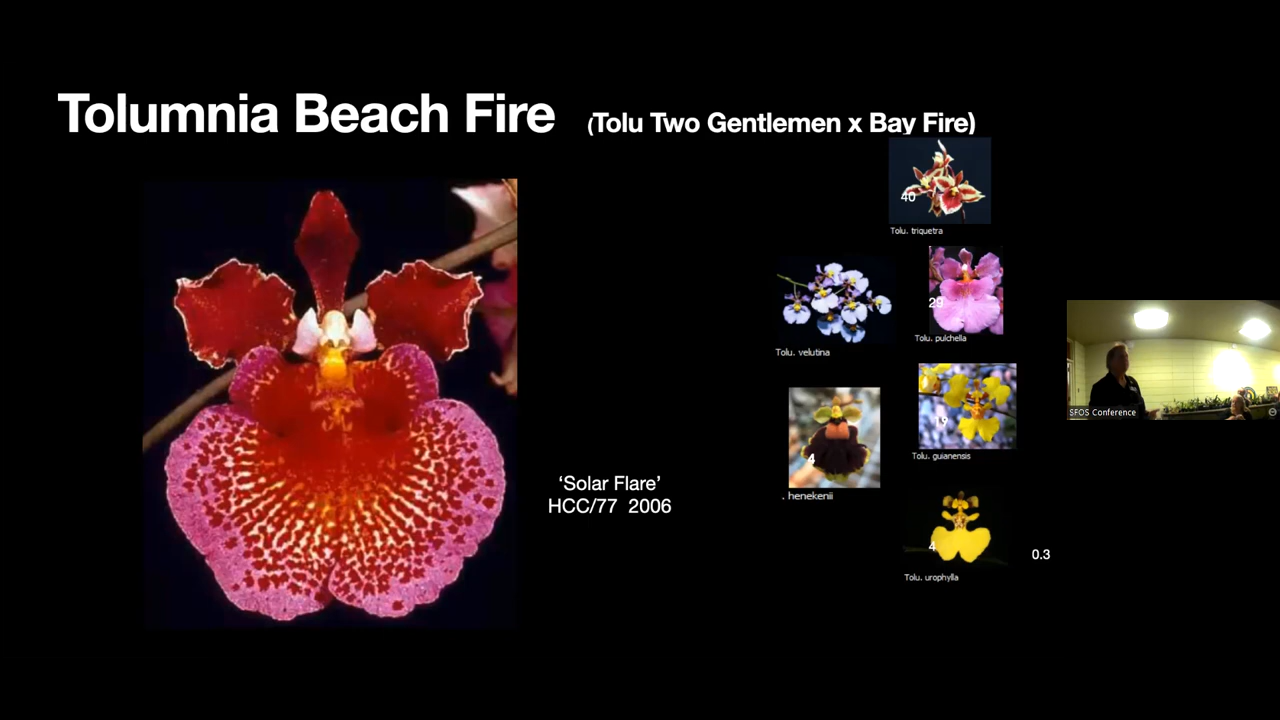 Tolumnia Beach Fire (Tolu Two Gentlemen x Bay Fire)
40
Tolu. triquetra
29
Tolu. pulchella
Tolu. velutina
19
Tolu. guianensis
4
. henekenii
‘Solar Flare’
HCC/77 2006
4
0.3
Tolu. urophylla
SFOS Conference